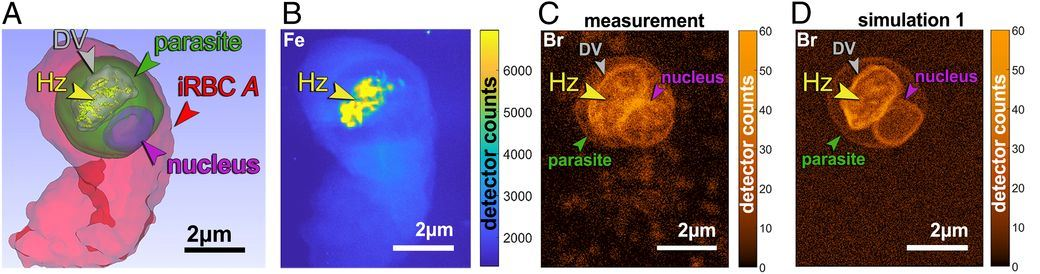 A
DV
parasite
Hz
iRBC A
nucleus
2μm
B
Fe
Hz
2μm
6000
5000
4000
3000
2000
detector counts
C
measurement
Br
DV
Hz
nucleus
parasite
2μm
60
50
40
30
20
10
0
detector counts
D
simulation 1
Br
DV
Hz
nucleus
parasite
2μm
60
50
40
30
20
10
0
detector counts